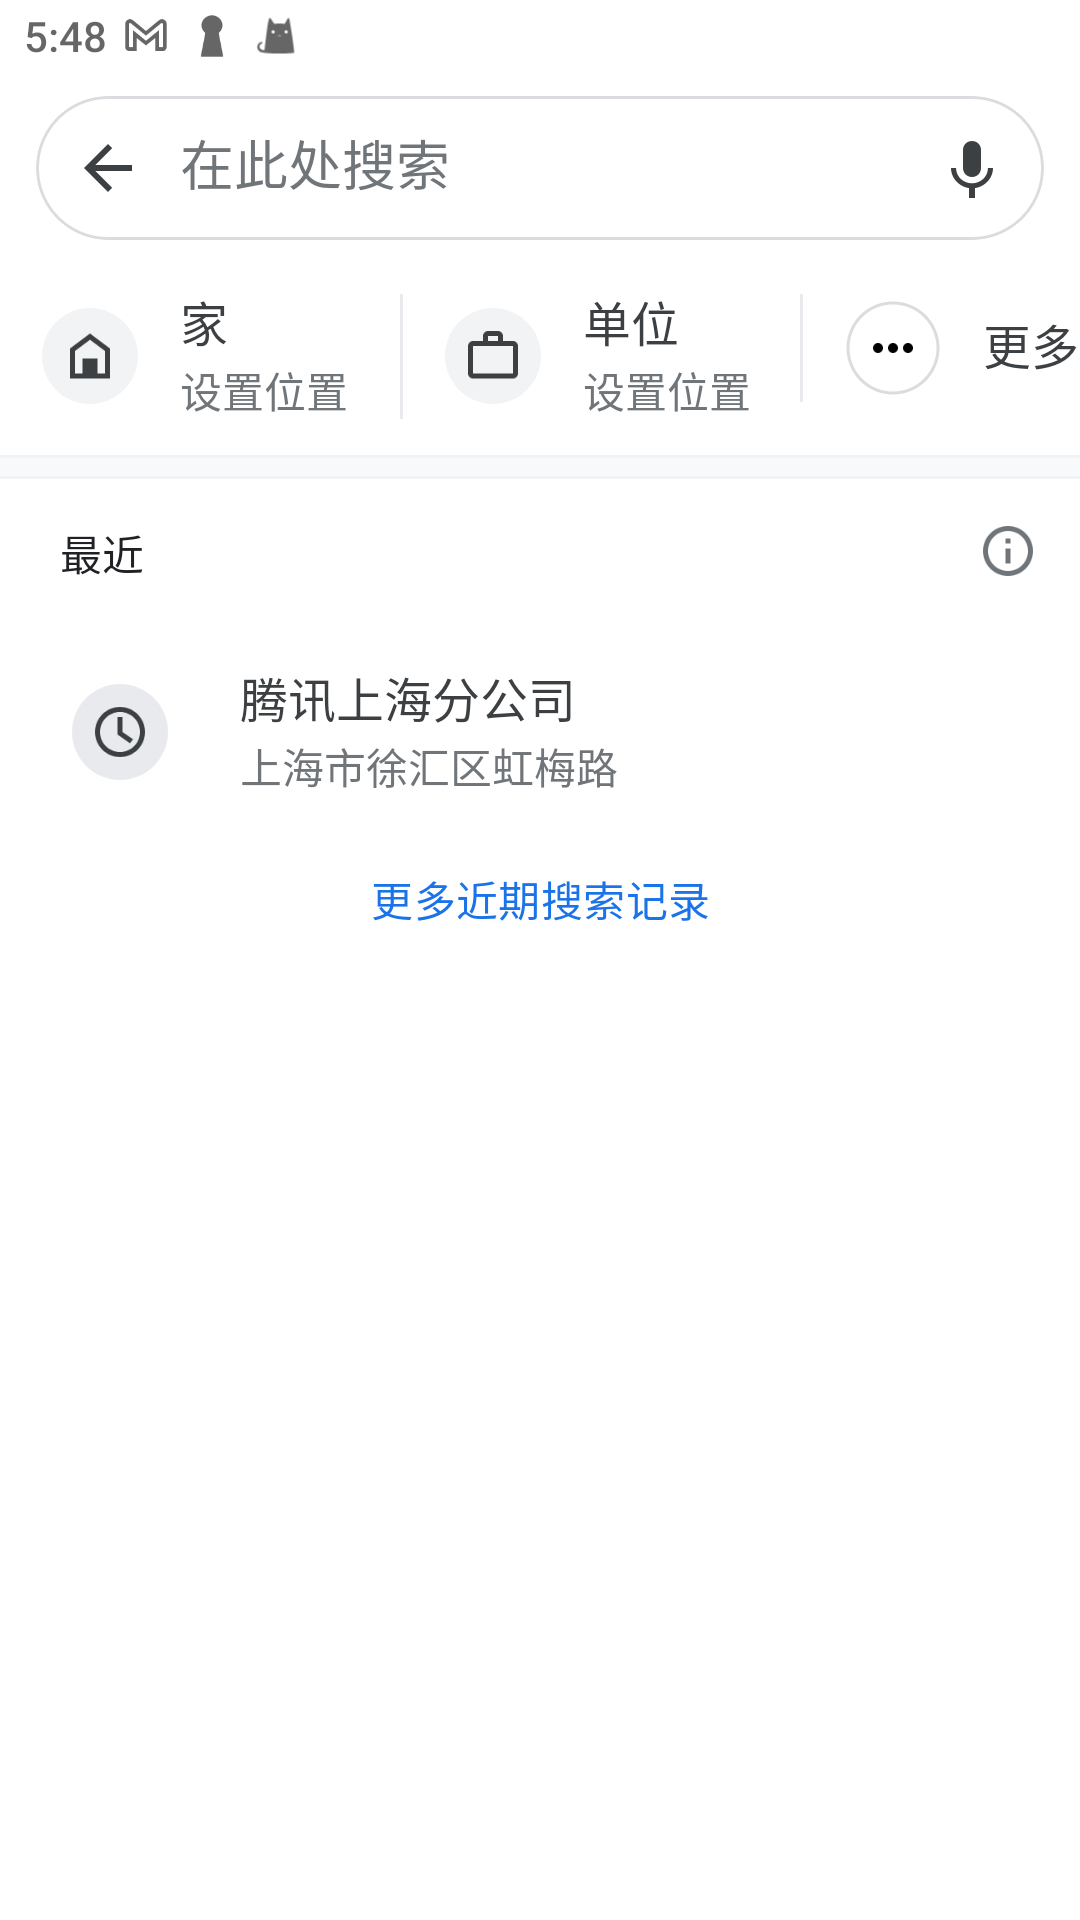 5:48
在此处搜索
家
设置位置
单位
设置位置
更多
最近
腾讯上海分公司
上海市徐汇区虹梅路
更多近期搜索记录